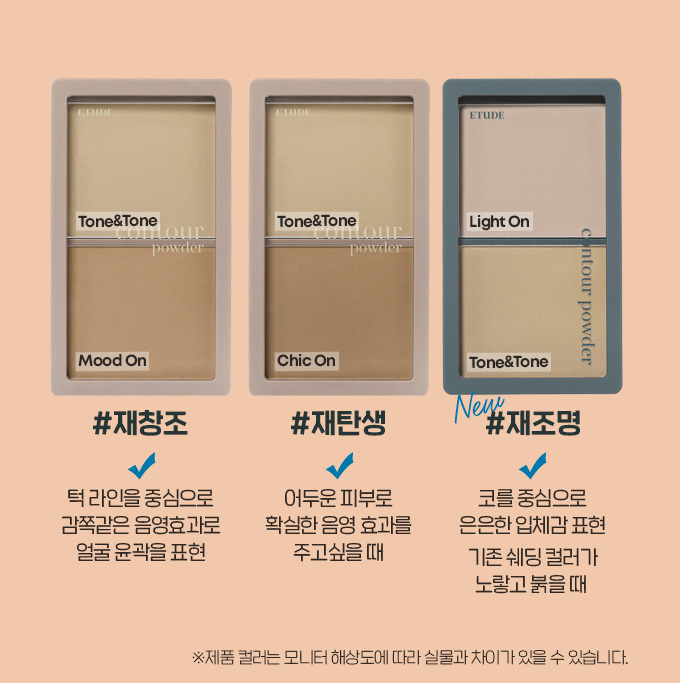 ETUDE
Tone&Tone
contour
powder
Mood On
#재창조
턱 라인을 중심으로
감쪽같은 음영효과로
얼굴 윤곽을 표현
ETUDE
Tone&Tone
contour
powder
Chic On
#재탄생
어두운 피부로
확실한 음영 효과를
주고싶을 때
ETUDE
Light On
contour powder
Tone&Tone
New
#재조명
코를 중심으로
은은한 입체감 표현
기존 쉐딩 컬러가
노랗고 붉을 때
※제품 컬러는 모니터 해상도에 따라 실물과 차이가 있을 수 있습니다.